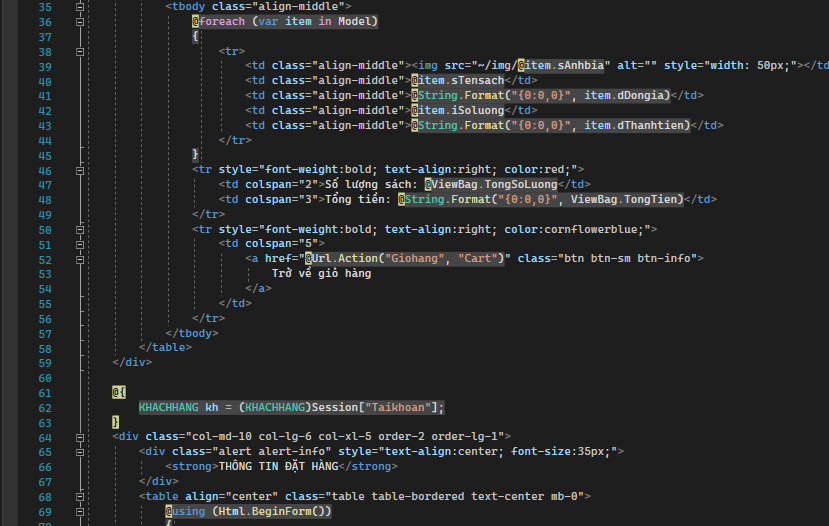 35 <tbody class="align-middle">
36 @foreach (var item in Model)
37 {
38 <tr>
39 <td class="align-middle"><img src="~/img/@item.sAnhbia" alt="" style="width: 50px;"></td
40 <td class="align-middle">@item.sTensach</td>
41 <td class="align-middle">@String.Format("{0:0,0}", item.dDongia)</td>
42 <td class="align-middle">@item.iSoluong</td>
43 <td class="align-middle">@String.Format("{0:0,0}", item.dThanhtien)</td>
44 </tr>
45 }
46 <tr style="font-weight:bold; text-align:right; color:red;">
47 <td colspan="2">Số lượng sách: @ViewBag.TongSoLuong</td>
48 <td colspan="3">Tổng tiền: @String.Format("{0:0,0}", ViewBag.TongTien)</td>
49 </tr>
50 <tr style="font-weight:bold; text-align:right; color:cornflowerblue;">
51 <td colspan="5">
52 <a href="@Url.Action("Giohang", "Cart")" class="btn btn-sm btn-info">
53 Trở về giỏ hàng
54 </a>
55 </td>
56 </tr>
57 </tbody>
58 </table>
59 </div>
60
61 @{
62 KHACHHANG kh = (KHACHHANG)Session["Taikhoan"];
63 }
64 <div class="col-md-10 col-lg-6 col-xl-5 order-2 order-lg-1">
65 <div class="alert alert-info" style="text-align:center; font-size:35px;">
66 <strong>THÔNG TIN ĐẶT HÀNG</strong>
67 </div>
68 <table align="center" class="table table-bordered text-center mb-0">
69 @using (Html.BeginForm())
70 {